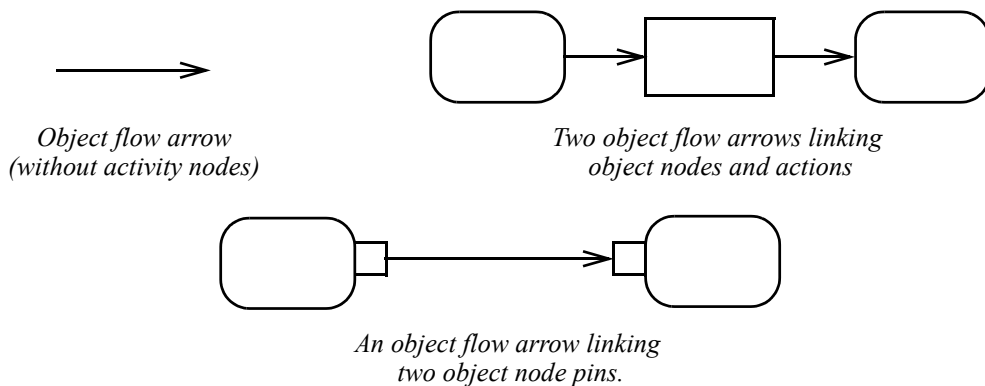 Object flow arrow
(without activity nodes)
Two object flow arrows linking
object nodes and actions
An object flow arrow linking
two object node pins.